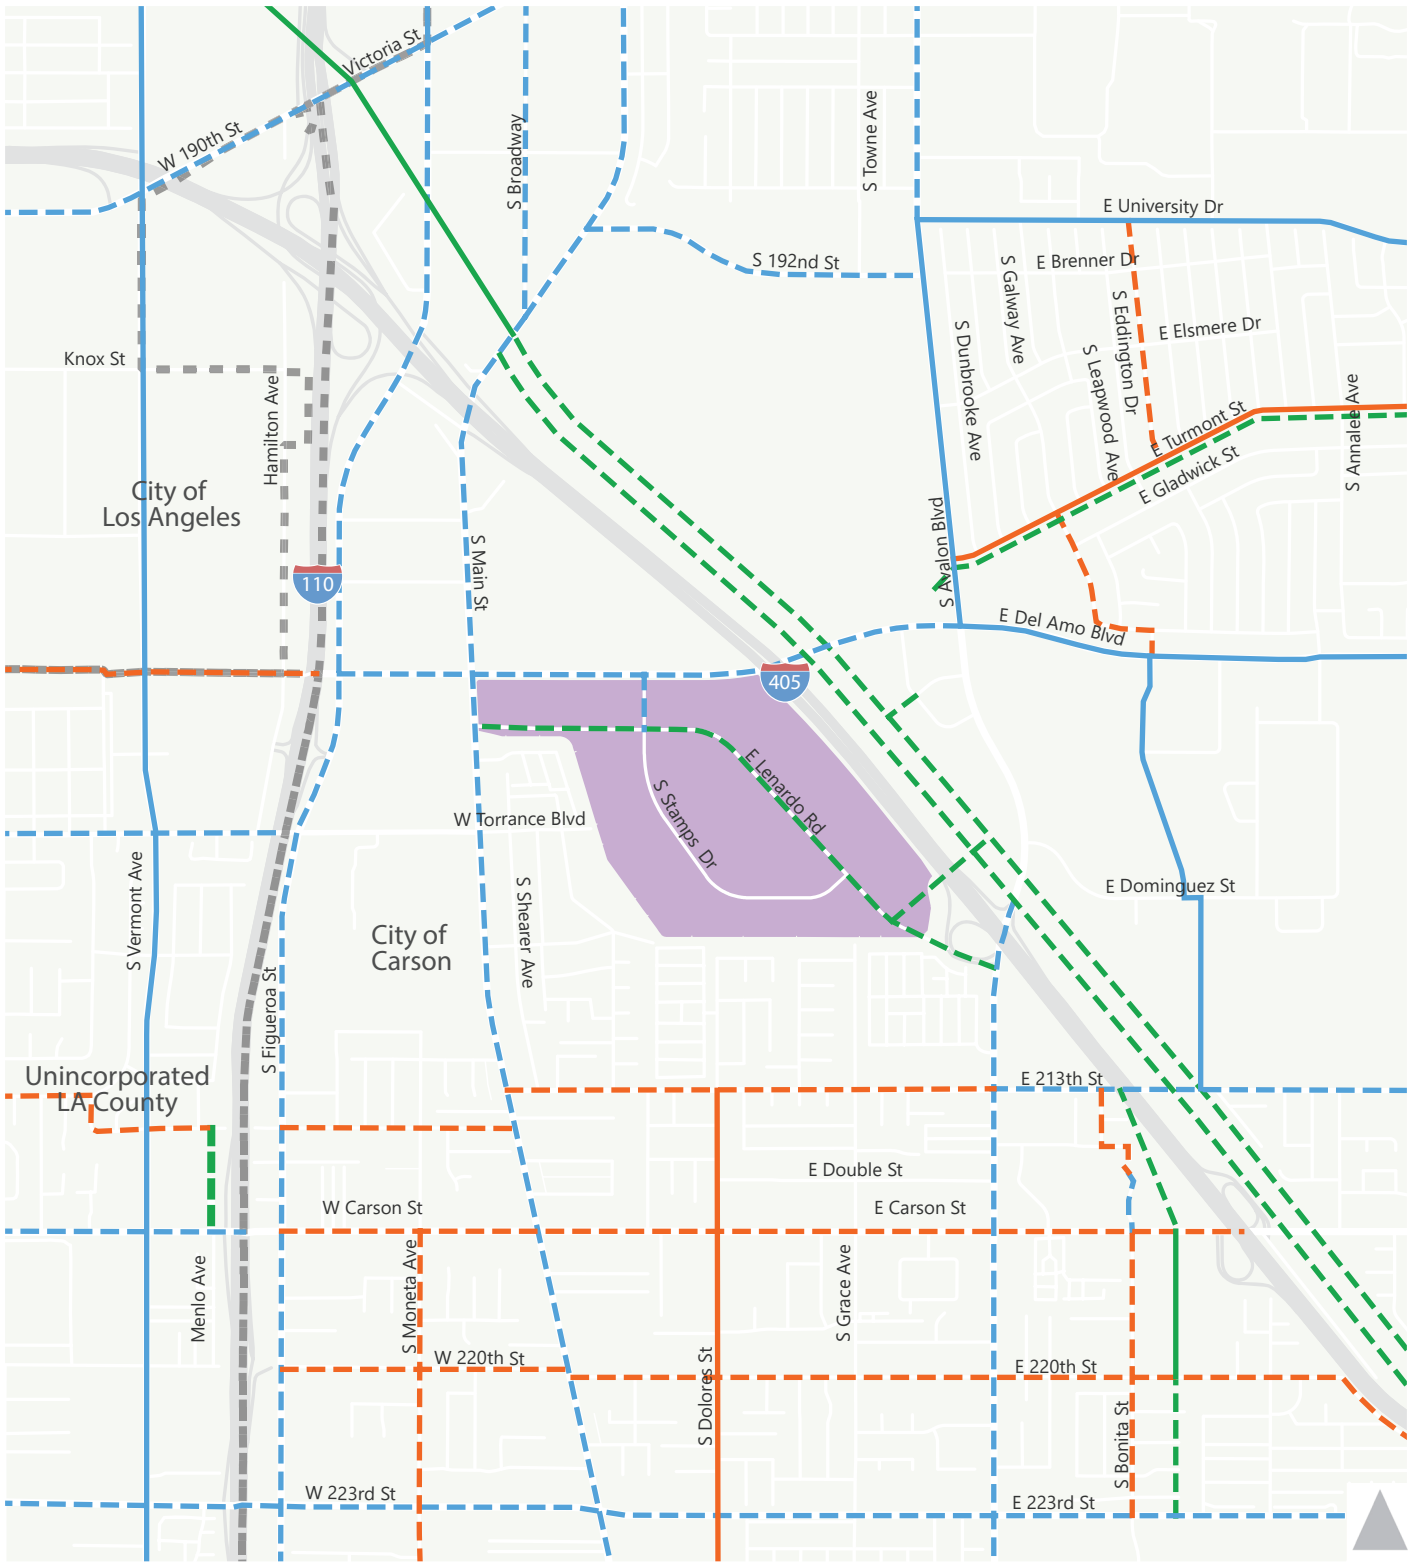 Victoria St
W 190th St
S Broadway
S Towne Ave
E University Dr
S 192nd St
E Brenner Dr
S Galway Ave
S Eddington Dr
E Elsmere Dr
S Dunbrooke Ave
S Leapwood Ave
Knox St
Hamilton Ave
E Turmont St
S Annalee Ave
E Gladwick St
City of
Los Angeles
S Main St
S Avalon Blvd
110
E Del Amo Blvd
405
E Lenardo Rd
S Stamps Dr
W Torrance Blvd
S Vermont Ave
S Shearer Ave
E Dominguez St
City of
Carson
S Figueroa St
Unincorporated
LA County
E 213th St
E Double St
W Carson St
E Carson St
Menlo Ave
S Moneta Ave
S Grace Ave
W 220th St
E 220th St
S Dolores St
S Bonita St
W 223rd St
E 223rd St